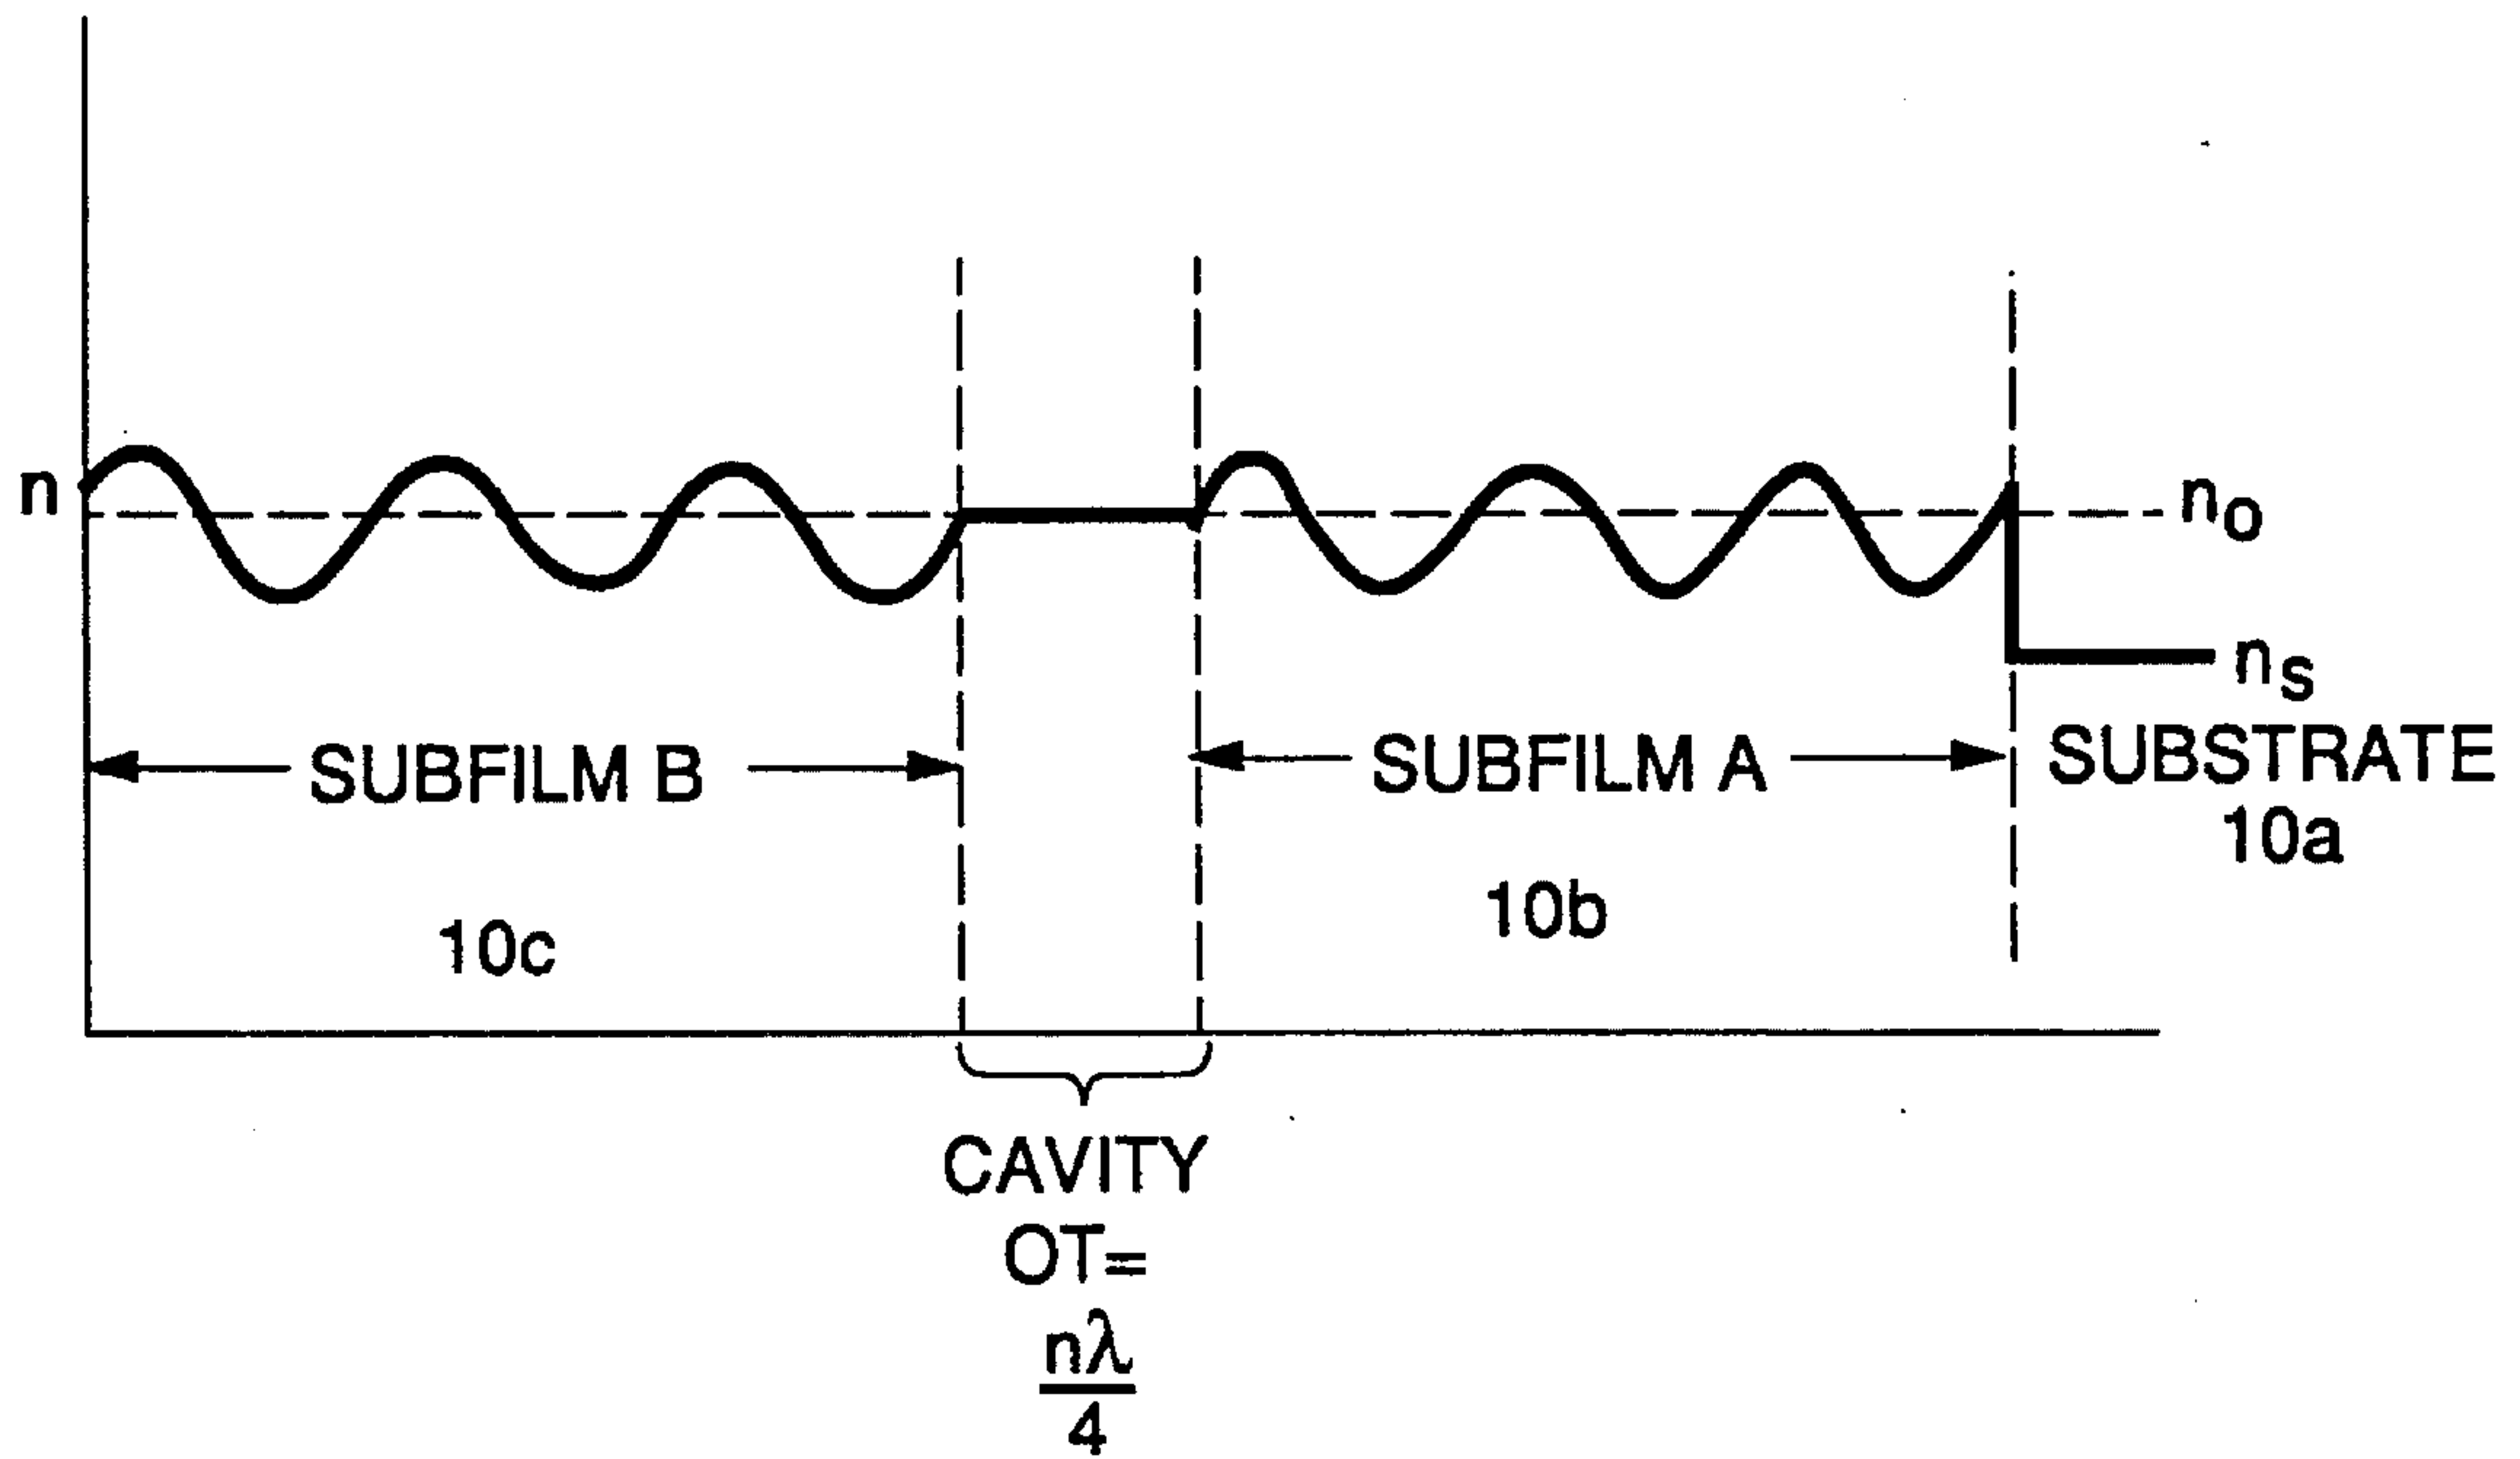 n
n₀
nₛ
SUBFILM B
SUBFILM A
SUBSTRATE
10a
10b
10c
CAVITY
OT=
nλ
4